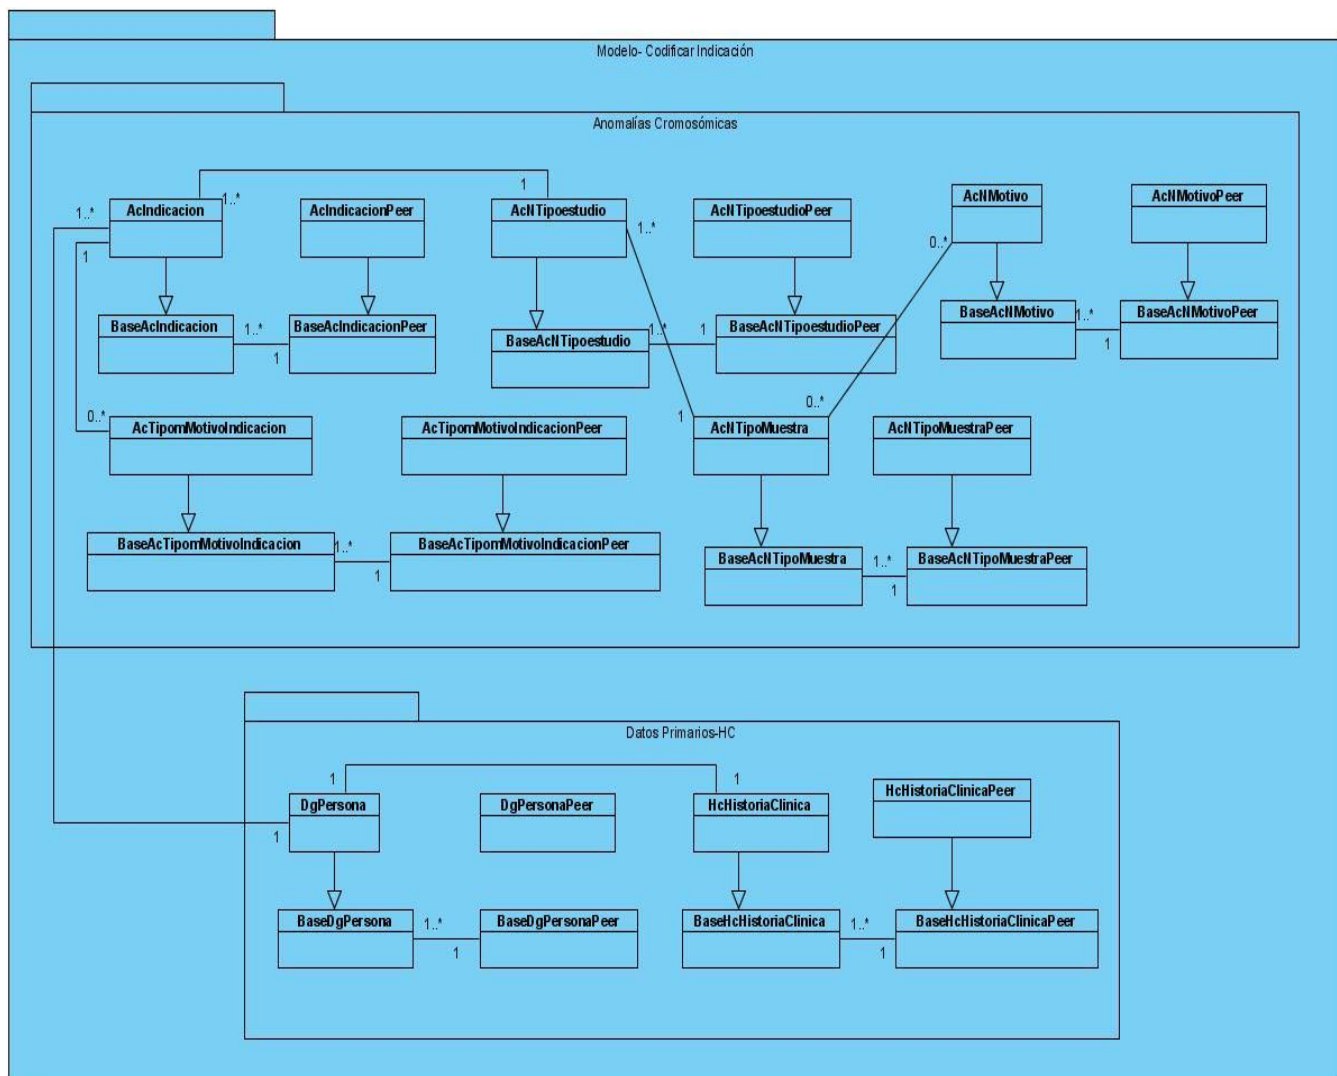 Modelo- Codificar Indicación
Anomalías Cromosómicas
1
1..*
1..*
AcIndicacion
AcIndicacionPeer
AcNTipoestudio
AcNTipoestudioPeer
AcNMotivo
AcNMotivoPeer
1
1..*
0..*
BaseAcIndicacion
1..*
1
BaseAcIndicacionPeer
BaseAcNTipoestudio
1..*
1
BaseAcNTipoestudioPeer
BaseAcNMotivo
1..*
1
BaseAcNMotivoPeer
0..*
1
0..*
AcTipomMotivoIndicacion
AcTipomMotivoIndicacionPeer
AcNTipoMuestra
AcNTipoMuestraPeer
BaseAcTipomMotivoIndicacion
1..*
1
BaseAcTipomMotivoIndicacionPeer
BaseAcNTipoMuestra
1..*
1
BaseAcNTipoMuestraPeer
Datos Primarios-HC
1
1
DgPersona
DgPersonaPeer
HcHistoriaClinica
HcHistoriaClinicaPeer
1
BaseDgPersona
1..*
1
BaseDgPersonaPeer
BaseHcHistoriaClinica
1..*
1
BaseHcHistoriaClinicaPeer